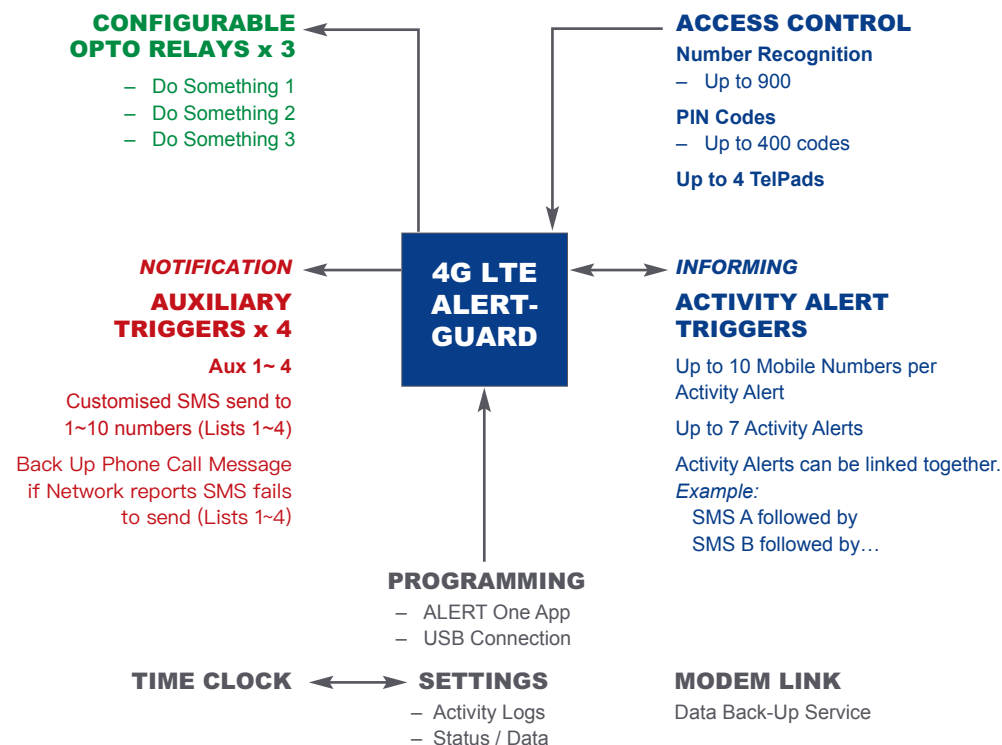 CONFIGURABLE
OPTO RELAYS x 3
– Do Something 1
– Do Something 2
– Do Something 3
ACCESS CONTROL
Number Recognition
– Up to 900
PIN Codes
– Up to 400 codes
Up to 4 TelPads
NOTIFICATION
AUXILIARY
TRIGGERS x 4
Aux 1~ 4
Customised SMS send to
1~10 numbers (Lists 1~4)
Back Up Phone Call Message
if Network reports SMS fails
to send (Lists 1~4)
4G LTE
ALERT-
GUARD
INFORMING
ACTIVITY ALERT
TRIGGERS
Up to 10 Mobile Numbers per
Activity Alert
Up to 7 Activity Alerts
Activity Alerts can be linked together.
Example:
SMS A followed by
SMS B followed by…
PROGRAMMING
– ALERT One App
– USB Connection
TIME CLOCK
SETTINGS
– Activity Logs
– Status / Data
MODEM LINK
Data Back-Up Service